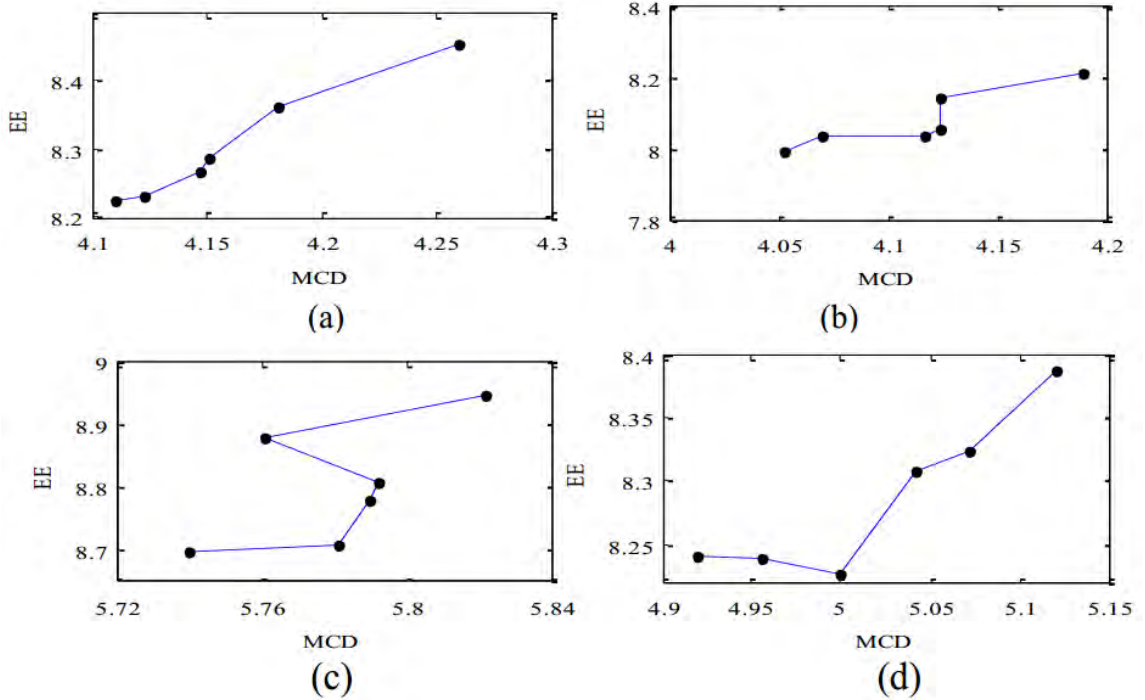 EE
8.4
8.3
8.2
4.1 4.15 4.2 4.25 4.3
MCD
(a)
EE
8.4
8.2
8
7.8
4 4.05 4.1 4.15 4.2
MCD
(b)
EE
9
8.9
8.8
8.7
5.72 5.76 5.8 5.84
MCD
(c)
EE
8.4
8.35
8.3
8.25
4.9 4.95 5 5.05 5.1 5.15
MCD
(d)